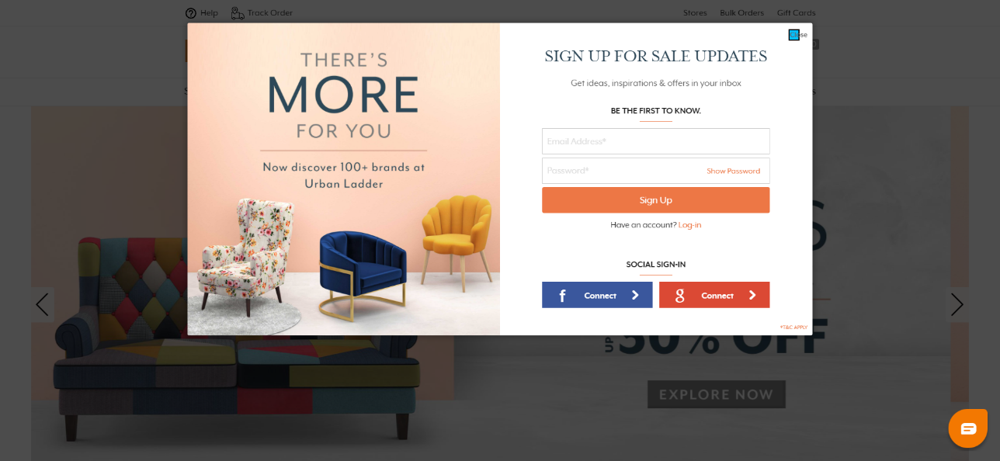 Help
Track Order
Stores
Bulk Orders
Gift Cards
Close
THERE'S
MORE
FOR YOU
Now discover 100+ brands at
Urban Ladder
SIGN UP FOR SALE UPDATES
Get ideas, inspirations & offers in your inbox
BE THE FIRST TO KNOW.
Email Address*
Password*
Show Password
Sign Up
Have an account? Log-in
SOCIAL SIGN-IN
f Connect
g Connect
*T&C APPLY
UP
50% OFF
EXPLORE NOW